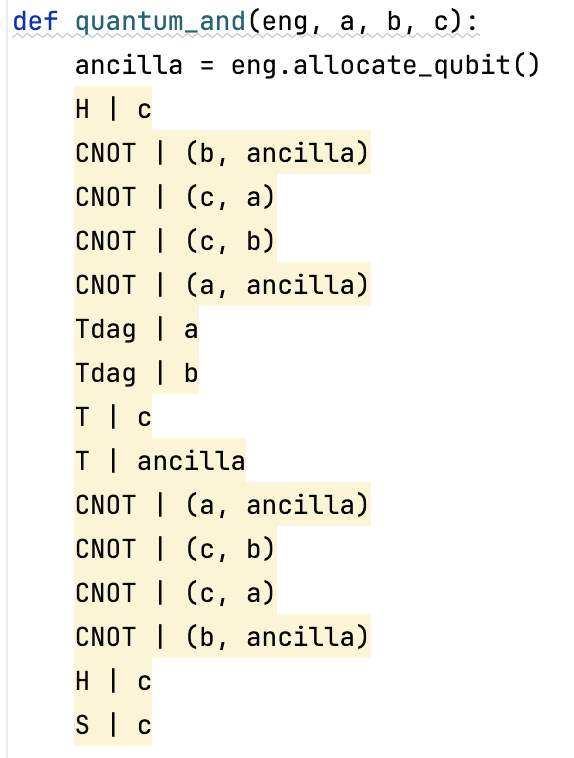 def quantum_and(eng, a, b, c):
    ancilla = eng.allocate_qubit()
    H | c
    CNOT | (b, ancilla)
    CNOT | (c, a)
    CNOT | (c, b)
    CNOT | (a, ancilla)
    Tdag | a
    Tdag | b
    T | c
    T | ancilla
    CNOT | (a, ancilla)
    CNOT | (c, b)
    CNOT | (c, a)
    CNOT | (b, ancilla)
    H | c
    S | c